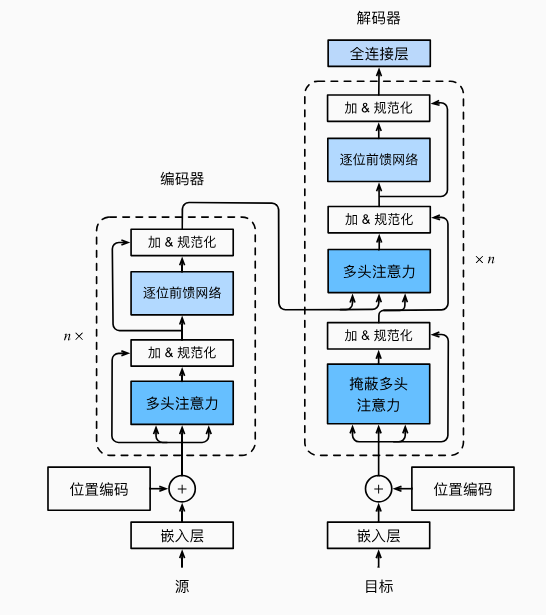 解码器
全连接层
加 & 规范化
逐位前馈网络
加 & 规范化
多头注意力
加 & 规范化
掩蔽多头
注意力
× n
编码器
加 & 规范化
逐位前馈网络
加 & 规范化
多头注意力
n ×
位置编码
+
嵌入层
源
+
位置编码
嵌入层
目标